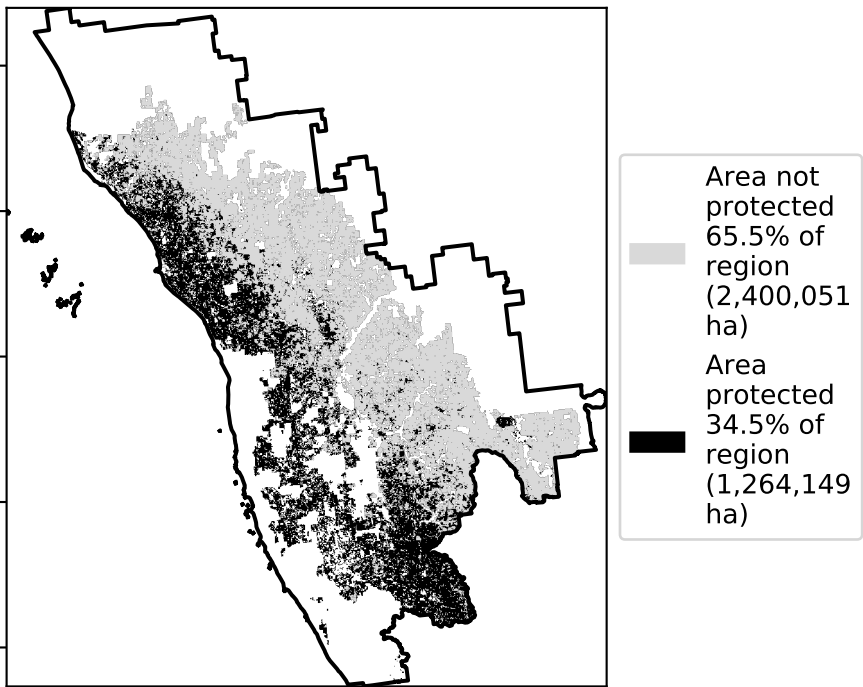 Area not
protected
65.5% of
region
(2,400,051
ha)
Area
protected
34.5% of
region
(1,264,149
ha)